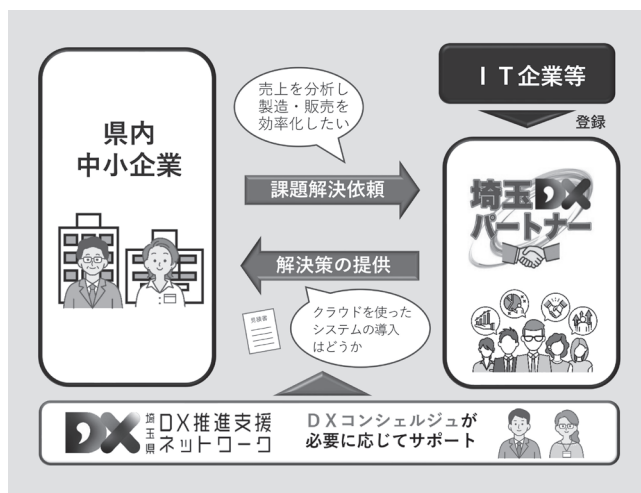 県内
中小企業
売上を分析し
製造・販売を
効率化したい
ＩＴ企業等
登録
課題解決依頼
埼玉DX
パートナー
解決策の提供
見積書
クラウドを使った
システムの導入
はどうか
DX
埼玉県
DX推進支援
ネットワーク
ＤＸコンシェルジュが
必要に応じてサポート